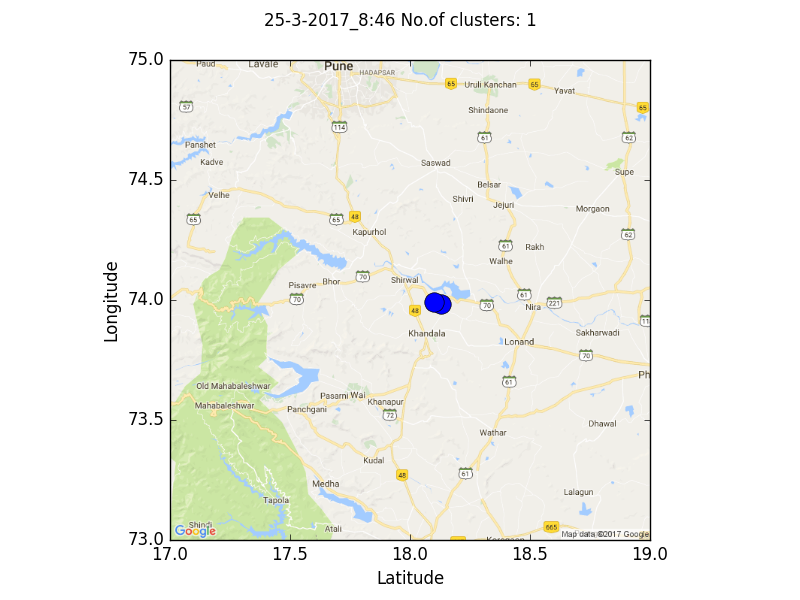 25-3-2017_8:46 No.of clusters: 1
75.0
74.5
74.0
73.5
73.0
17.0
17.5
18.0
18.5
19.0
Longitude
Latitude
Paud
Lavale
Pune
HADAPSAR
65
Uruli Kanchan
65
Yavat
57
65
Shindaone
114
61
62
Panshet
Kadve
Saswad
Supe
Velhe
Belsar
Shivri
Jejuri
Morgaon
65
65
48
Kapurhol
62
61
Rakh
Walhe
70
Shirwal
Pisavre
Bhor
70
61
221
48
70
Nira
11
Khandala
Sakharwadi
Lonand
70
Old Mahabaleshwar
61
Ph
Mahabaleshwar
Pasarni
Wai
Khanapur
Panchgani
72
Dhawal
Wathar
Kudal
48
61
Medha
Lalagun
Tapola
Shindi
Atali
665
Google
Map data ©2017 Google